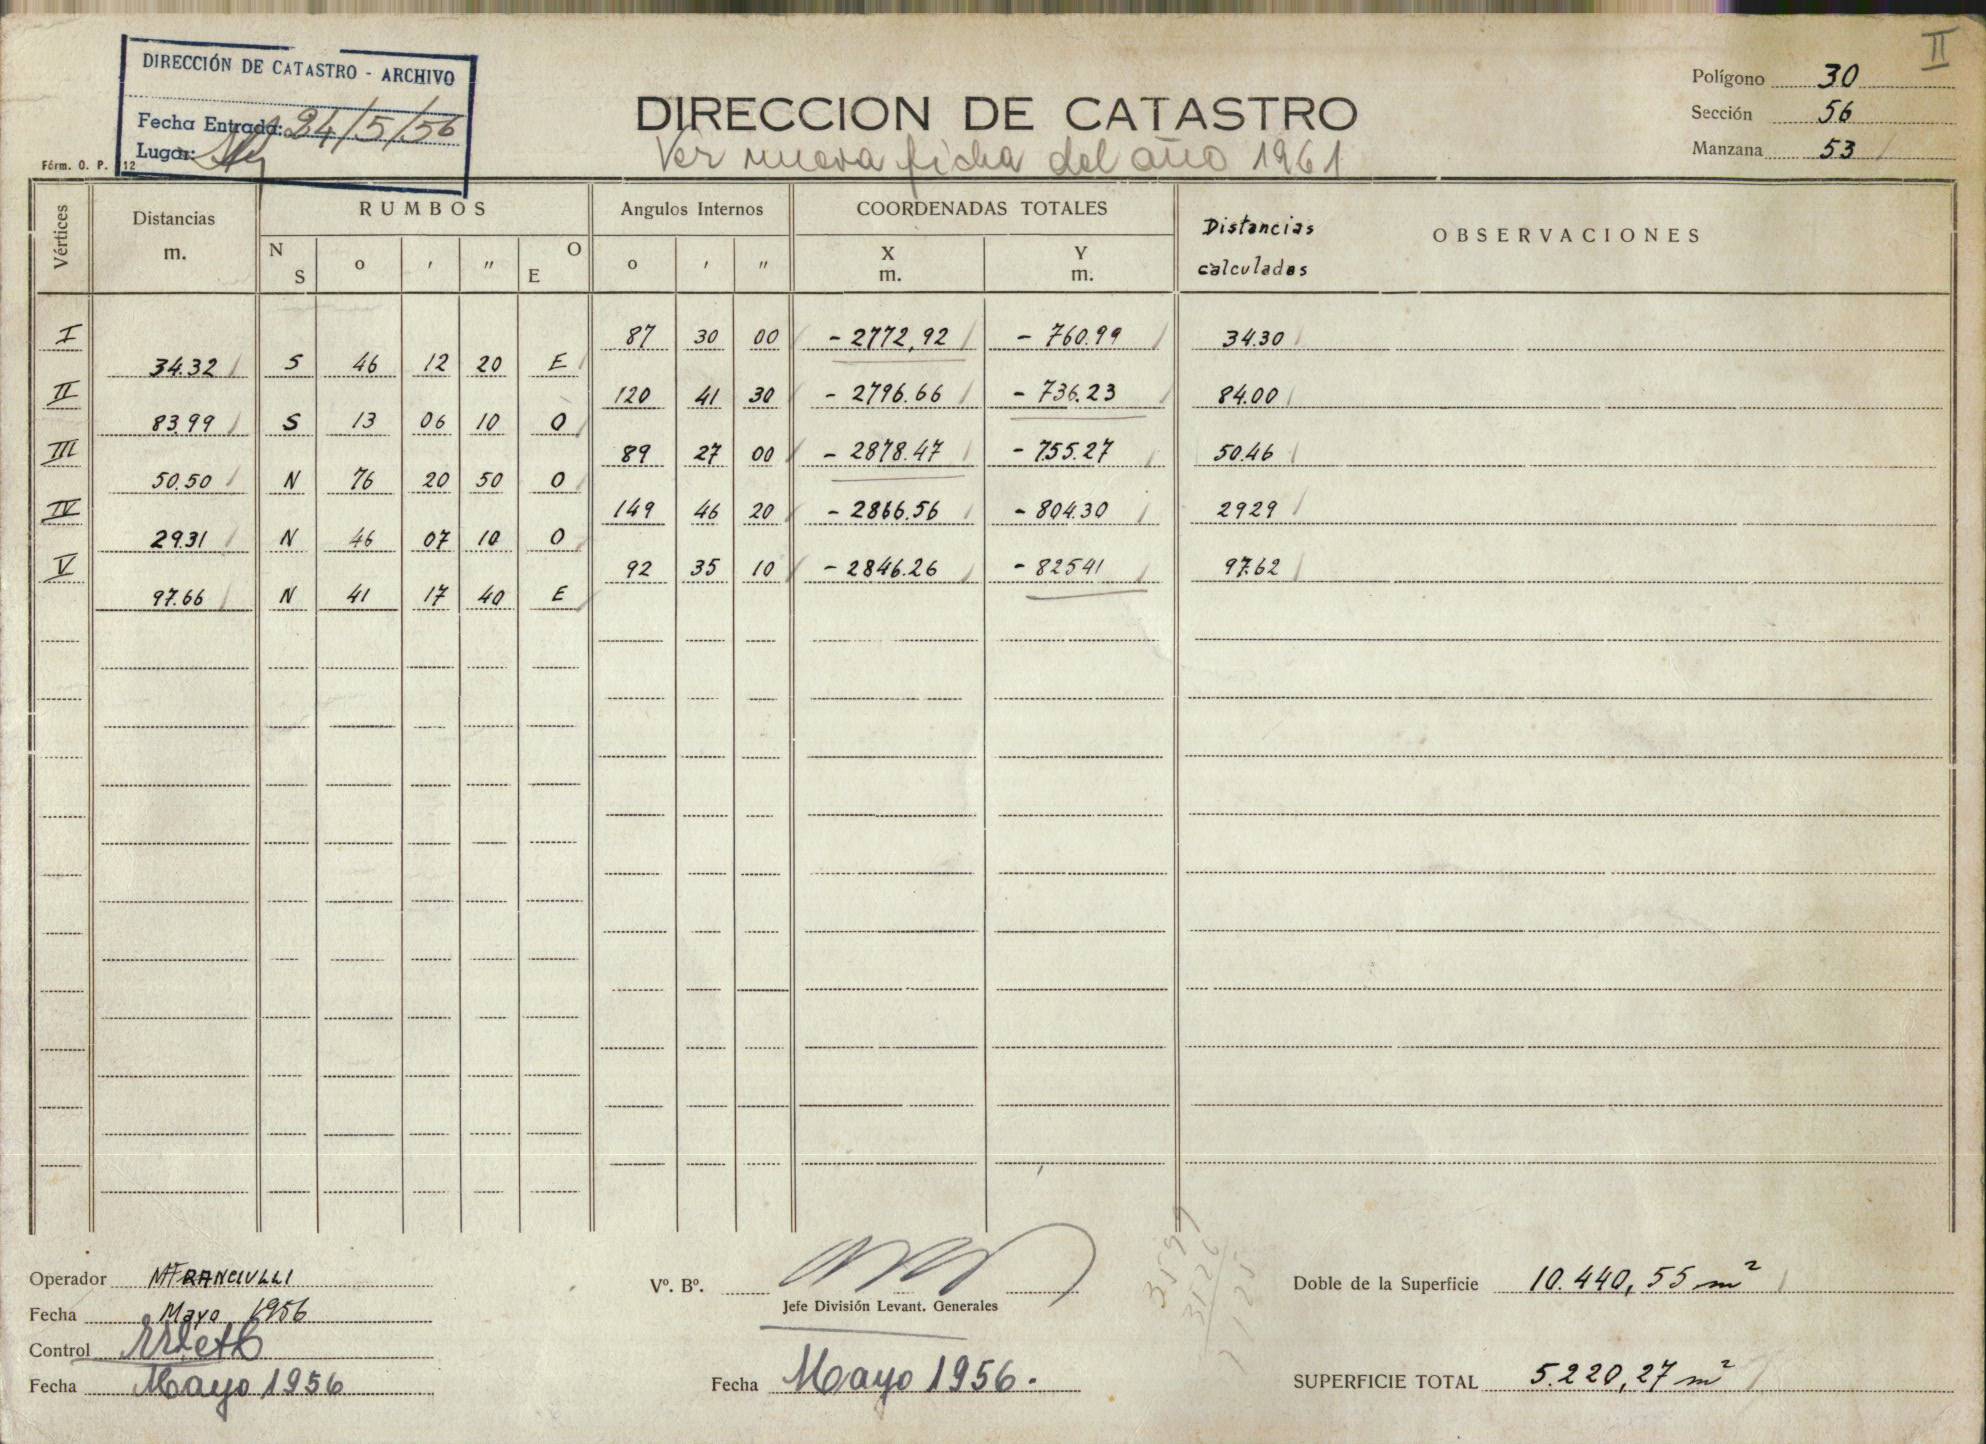 II
DIRECCIÓN DE CATASTRO - ARCHIVO
Fecha Entrada: 24/5/56
Lugar:
Fórm. O. P. 12
DIRECCION DE CATASTRO
Ver nueva ficha del año 1961
Polígono 30
Sección 56
Manzana 53
Vértices Distancias m. RUMBOS N S o ' " O E Angulos Internos o ' " COORDENADAS TOTALES X m. Y m. Distancias calculadas OBSERVACIONES
I 87 30 00 - 2772,92 - 760.99 34.30
34.32 S 46 12 20 E
II 120 41 30 - 2796.66 - 736.23 84.00
83.99 S 13 06 10 O
III 89 27 00 - 2878.47 - 755.27 50.46
50.50 N 76 20 50 O
IV 149 46 20 - 2866.56 - 804.30 29.29
29.31 N 46 07 10 O
V 92 35 10 - 2846.26 - 825.41 97.62
97.66 N 41 17 40 E
Operador M FRANCIULLI
Fecha Mayo 1956
Control
Fecha Mayo 1956
Vº. Bº.
Jefe División Levant. Generales
Fecha Mayo 1956.
Doble de la Superficie 10.440,55 m²
SUPERFICIE TOTAL 5.220,27 m²